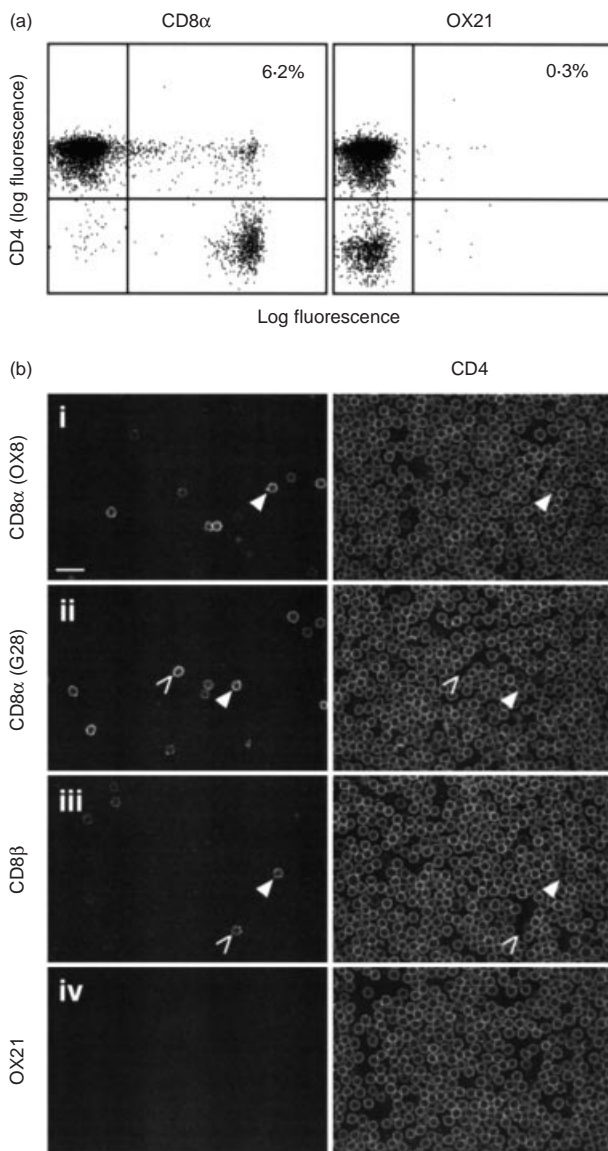 (a) CD8α OX21
6·2% 0·3%
CD4 (log fluorescence)
Log fluorescence
(b) CD4
i
CD8α (OX8)
ii
CD8α (G28)
iii
CD8β
iv
OX21